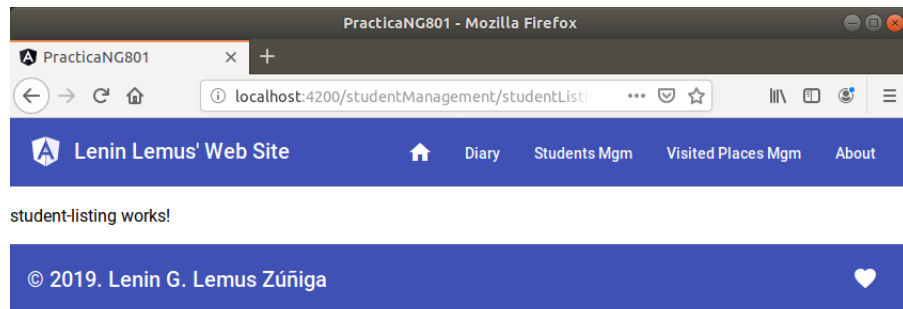 PracticaNG801 - Mozilla Firefox
PracticaNG801
localhost:4200/studentManagement/studentListi
Lenin Lemus' Web Site Diary Students Mgm Visited Places Mgm About
student-listing works!
© 2019. Lenin G. Lemus Zúñiga